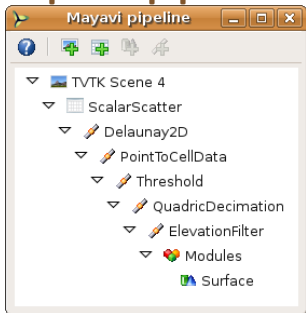 Mayavi pipeline
TVTK Scene 4
ScalarScatter
Delaunay2D
PointToCellData
Threshold
QuadricDecimation
ElevationFilter
Modules
Surface